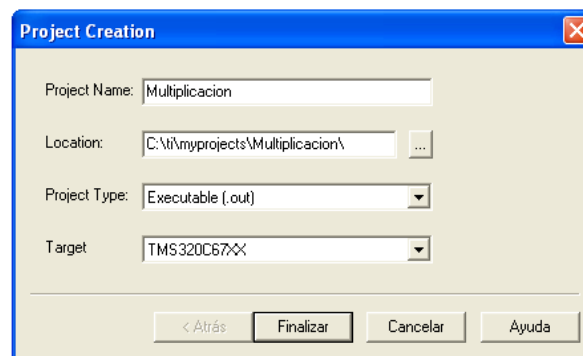 Project Creation
Project Name: Multiplicacion
Location: C:\ti\myprojects\Multiplicacion\ ...
Project Type: Executable (.out)
Target TMS320C67XX
< Atrás Finalizar Cancelar Ayuda